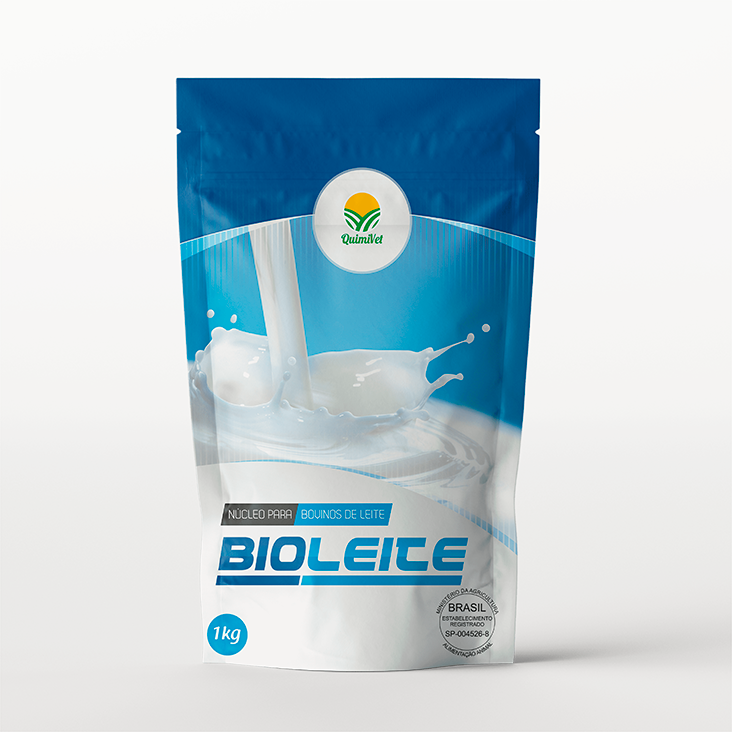 QuimiVet
NÚCLEO PARA BOVINOS DE LEITE
BIOLEITE
1kg
MINISTÉRIO DA AGRICULTURA
BRASIL
ESTABELECIMENTO
REGISTRADO
SP-004526-8
ALIMENTAÇÃO ANIMAL